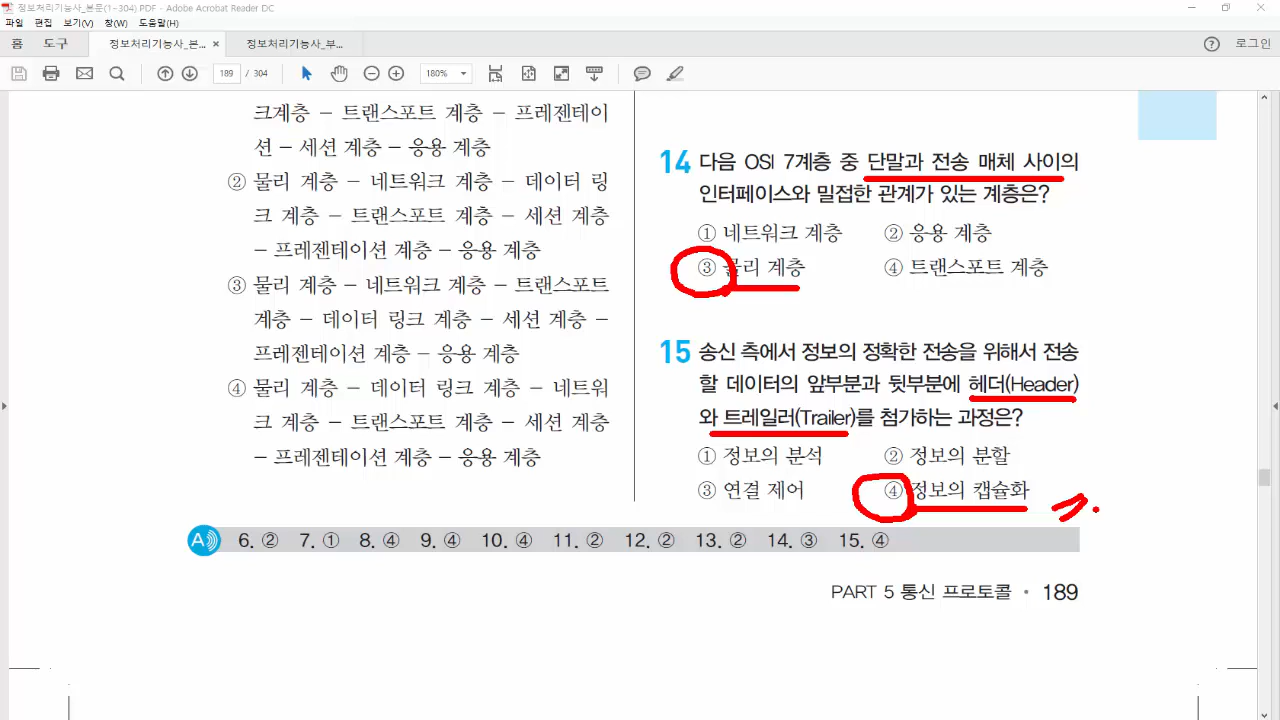 정보처리기능사_본문(1-304).PDF - Adobe Acrobat Reader DC
파일 편집 보기(V) 창(W) 도움말(H)
홈 도구 정보처리기능사_본... × 정보처리기능사_부... 로그인
189 / 304 180%
크계층 – 트랜스포트 계층 – 프레젠테이
션 – 세션 계층 – 응용 계층
② 물리 계층 – 네트워크 계층 – 데이터 링
크 계층 – 트랜스포트 계층 – 세션 계층
– 프레젠테이션 계층 – 응용 계층
③ 물리 계층 – 네트워크 계층 – 트랜스포트
계층 – 데이터 링크 계층 – 세션 계층 –
프레젠테이션 계층 – 응용 계층
④ 물리 계층 – 데이터 링크 계층 – 네트워
크 계층 – 트랜스포트 계층 – 세션 계층
– 프레젠테이션 계층 – 응용 계층
14 다음 OSI 7계층 중 단말과 전송 매체 사이의
인터페이스와 밀접한 관계가 있는 계층은?
① 네트워크 계층 ② 응용 계층
③ 물리 계층 ④ 트랜스포트 계층
15 송신 측에서 정보의 정확한 전송을 위해서 전송
할 데이터의 앞부분과 뒷부분에 헤더(Header)
와 트레일러(Trailer)를 첨가하는 과정은?
① 정보의 분석 ② 정보의 분할
③ 연결 제어 ④ 정보의 캡슐화
A 6. ② 7. ① 8. ④ 9. ④ 10. ④ 11. ② 12. ② 13. ② 14. ③ 15. ④
PART 5 통신 프로토콜 • 189